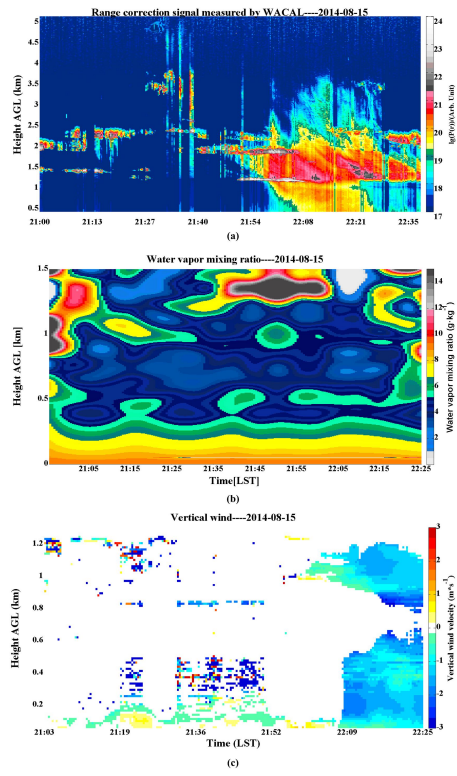 Range correction signal measured by WACAL----2014-08-15
Height AGL (km)
5
4.5
4
3.5
3
2.5
2
1.5
1
0.5
21:00 21:13 21:27 21:40 21:54 22:08 22:21 22:35
24
23
22
21
20
19
18
17
(a)
Water vapor mixing ratio----2014-08-15
Height AGL [km]
1.5
1
0.5
0
21:05 21:15 21:25 21:35 21:45 21:55 22:05 22:15 22:25
Time[LST]
14
12
10
8
6
4
2
Water vapor mixing ratio (g·kg⁻¹)
(b)
Vertical wind----2014-08-15
Height AGL (km)
1.2
1
0.8
0.6
0.4
0.2
21:03 21:19 21:36 21:52 22:09 22:25
Time (LST)
3
2
1
0
-1
-2
-3
Vertical wind velocity (m*s⁻¹)
(c)